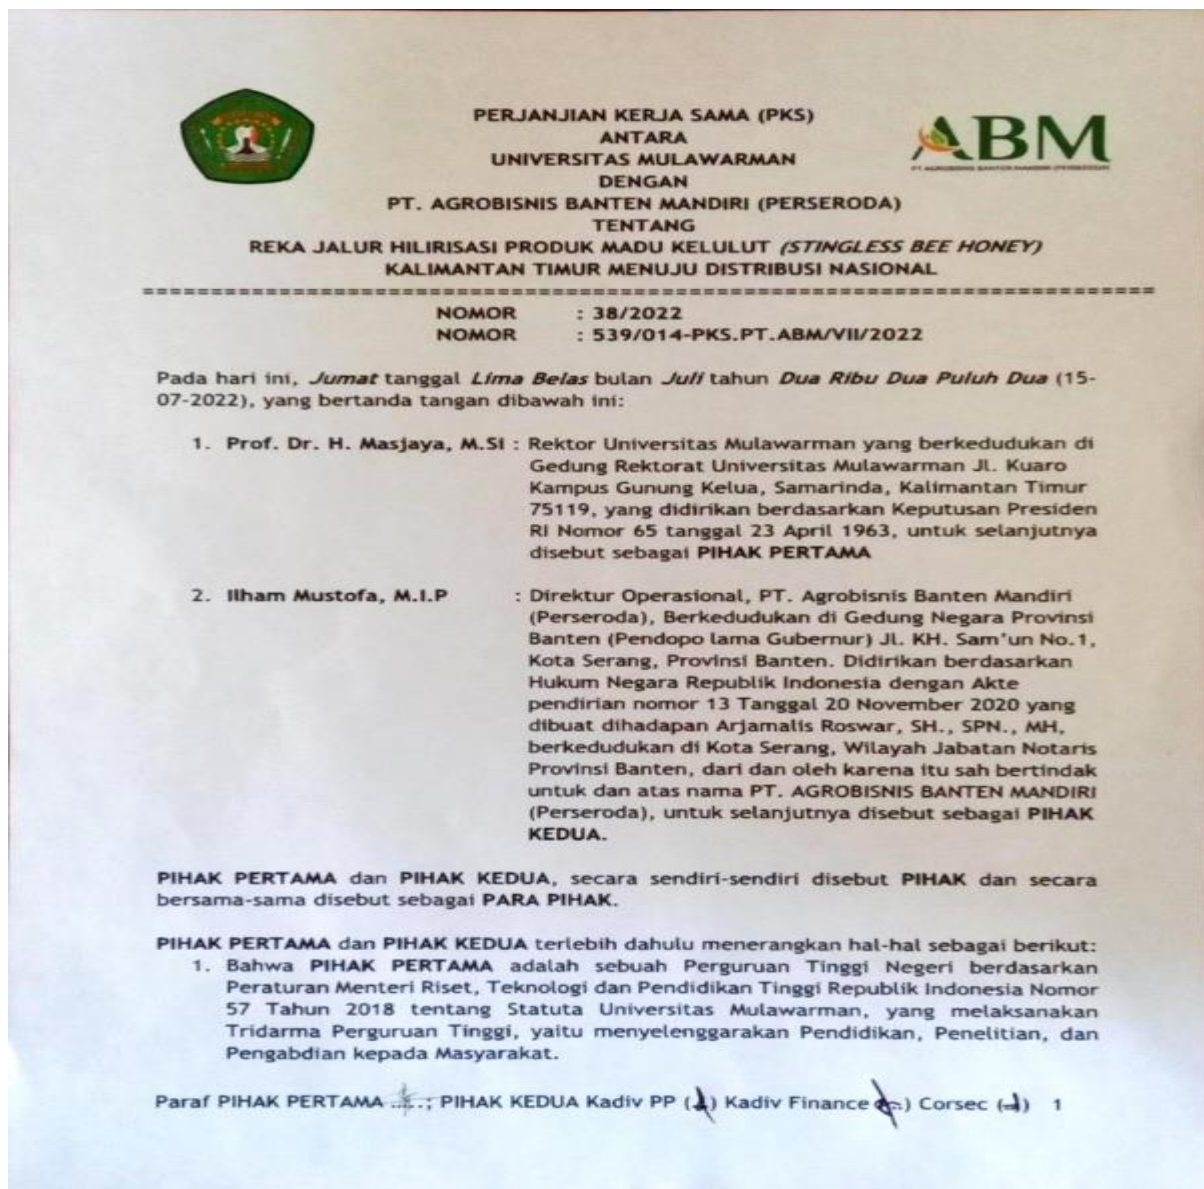 PERJANJIAN KERJA SAMA (PKS)
ANTARA
UNIVERSITAS MULAWARMAN
DENGAN
PT. AGROBISNIS BANTEN MANDIRI (PERSERODA)
TENTANG
REKA JALUR HILIRISASI PRODUK MADU KELULUT (STINGLESS BEE HONEY)
KALIMANTAN TIMUR MENUJU DISTRIBUSI NASIONAL
ABM
PT AGROBISNIS BANTEN MANDIRI (PERSERODA)
NOMOR : 38/2022
NOMOR : 539/014-PKS.PT.ABM/VII/2022
Pada hari ini, Jumat tanggal Lima Belas bulan Juli tahun Dua Ribu Dua Puluh Dua (15-
07-2022), yang bertanda tangan dibawah ini:
1. Prof. Dr. H. Masjaya, M.Si : Rektor Universitas Mulawarman yang berkedudukan di
Gedung Rektorat Universitas Mulawarman Jl. Kuaro
Kampus Gunung Kelua, Samarinda, Kalimantan Timur
75119, yang didirikan berdasarkan Keputusan Presiden
RI Nomor 65 tanggal 23 April 1963, untuk selanjutnya
disebut sebagai PIHAK PERTAMA
2. Ilham Mustofa, M.I.P : Direktur Operasional, PT. Agrobisnis Banten Mandiri
(Perseroda), Berkedudukan di Gedung Negara Provinsi
Banten (Pendopo lama Gubernur) Jl. KH. Sam'un No.1,
Kota Serang, Provinsi Banten. Didirikan berdasarkan
Hukum Negara Republik Indonesia dengan Akte
pendirian nomor 13 Tanggal 20 November 2020 yang
dibuat dihadapan Arjamalis Roswar, SH., SPN., MH,
berkedudukan di Kota Serang, Wilayah Jabatan Notaris
Provinsi Banten, dari dan oleh karena itu sah bertindak
untuk dan atas nama PT. AGROBISNIS BANTEN MANDIRI
(Perseroda), untuk selanjutnya disebut sebagai PIHAK
KEDUA.
PIHAK PERTAMA dan PIHAK KEDUA, secara sendiri-sendiri disebut PIHAK dan secara
bersama-sama disebut sebagai PARA PIHAK.
PIHAK PERTAMA dan PIHAK KEDUA terlebih dahulu menerangkan hal-hal sebagai berikut:
1. Bahwa PIHAK PERTAMA adalah sebuah Perguruan Tinggi Negeri berdasarkan
Peraturan Menteri Riset, Teknologi dan Pendidikan Tinggi Republik Indonesia Nomor
57 Tahun 2018 tentang Statuta Universitas Mulawarman, yang melaksanakan
Tridarma Perguruan Tinggi, yaitu menyelenggarakan Pendidikan, Penelitian, dan
Pengabdian kepada Masyarakat.
Paraf PIHAK PERTAMA .....; PIHAK KEDUA Kadiv PP (...) Kadiv Finance (...) Corsec (...) 1